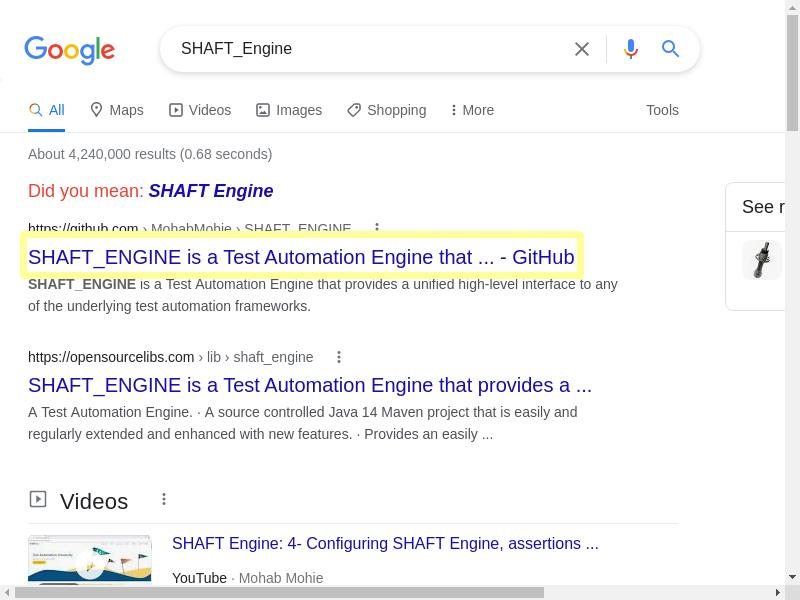 Google
SHAFT_Engine
All Maps Videos Images Shopping More Tools
About 4,240,000 results (0.68 seconds)
Did you mean: SHAFT Engine
https://github.com › MohabMohie › SHAFT_ENGINE
SHAFT_ENGINE is a Test Automation Engine that ... - GitHub
SHAFT_ENGINE is a Test Automation Engine that provides a unified high-level interface to any
of the underlying test automation frameworks.
See r
https://opensourcelibs.com › lib › shaft_engine
SHAFT_ENGINE is a Test Automation Engine that provides a ...
A Test Automation Engine. · A source controlled Java 14 Maven project that is easily and
regularly extended and enhanced with new features. · Provides an easily ...
Videos
SHAFT Engine: 4- Configuring SHAFT Engine, assertions ...
YouTube · Mohab Mohie